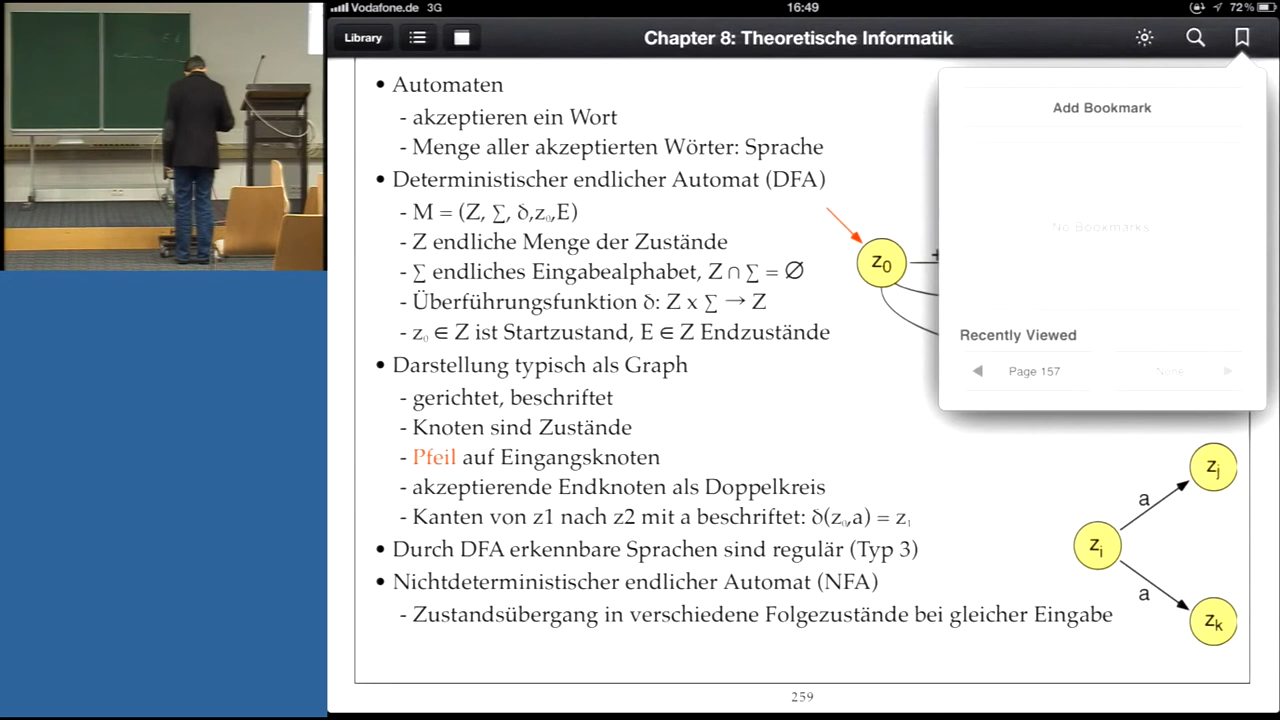 Vodafone.de 3G 16:49 72%
Library Chapter 8: Theoretische Informatik
• Automaten
- akzeptieren ein Wort
- Menge aller akzeptierten Wörter: Sprache
• Deterministischer endlicher Automat (DFA)
- M = (Z, ∑, δ,z₀,E)
- Z endliche Menge der Zustände
- ∑ endliches Eingabealphabet, Z ∩ ∑ = ∅
- Überführungsfunktion δ: Z x ∑ → Z
- z₀ ∈ Z ist Startzustand, E ∈ Z Endzustände
• Darstellung typisch als Graph
- gerichtet, beschriftet
- Knoten sind Zustände
- Pfeil auf Eingangsknoten
- akzeptierende Endknoten als Doppelkreis
- Kanten von z1 nach z2 mit a beschriftet: δ(z₀,a) = z₁
• Durch DFA erkennbare Sprachen sind regulär (Typ 3)
• Nichtdeterministischer endlicher Automat (NFA)
- Zustandsübergang in verschiedene Folgezustände bei gleicher Eingabe
z₀
Add Bookmark
No Bookmarks
Recently Viewed
Page 157 None
zⱼ
a
zᵢ
a
zₖ
259